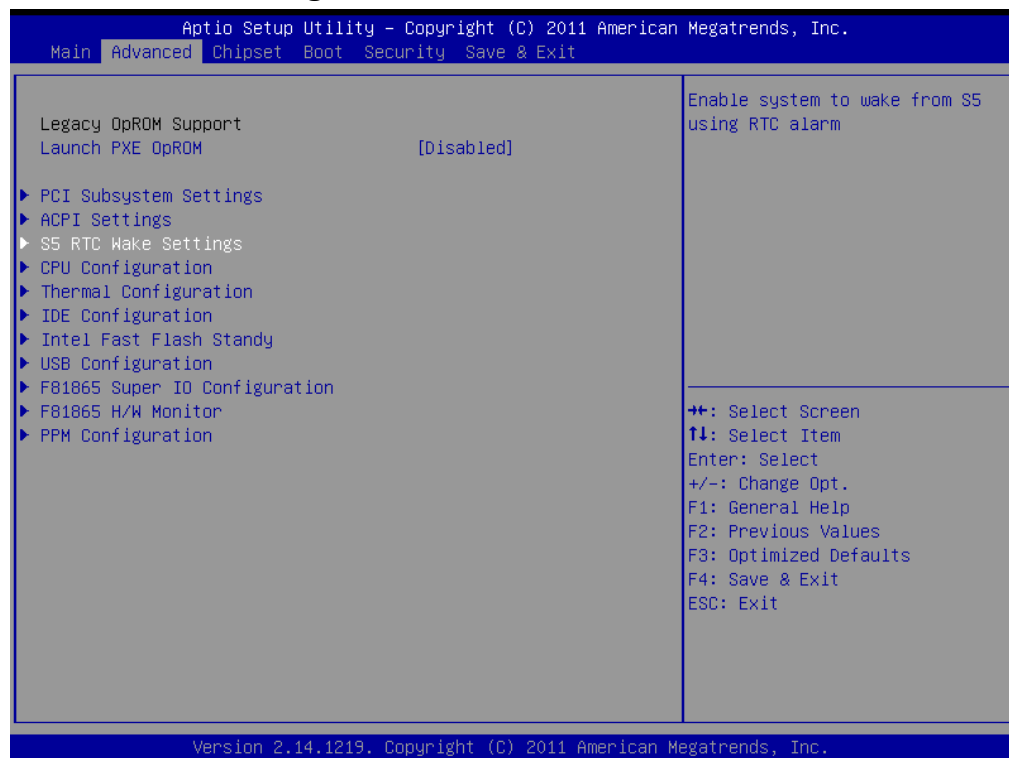 Aptio Setup Utility – Copyright (C) 2011 American Megatrends, Inc.
Main Advanced Chipset Boot Security Save & Exit
Legacy OpROM Support
Launch PXE OpROM [Disabled]
PCI Subsystem Settings
ACPI Settings
S5 RTC Wake Settings
CPU Configuration
Thermal Configuration
IDE Configuration
Intel Fast Flash Standy
USB Configuration
F81865 Super IO Configuration
F81865 H/W Monitor
PPM Configuration
Enable system to wake from S5
using RTC alarm
→←: Select Screen
↑↓: Select Item
Enter: Select
+/-: Change Opt.
F1: General Help
F2: Previous Values
F3: Optimized Defaults
F4: Save & Exit
ESC: Exit
Version 2.14.1219. Copyright (C) 2011 American Megatrends, Inc.